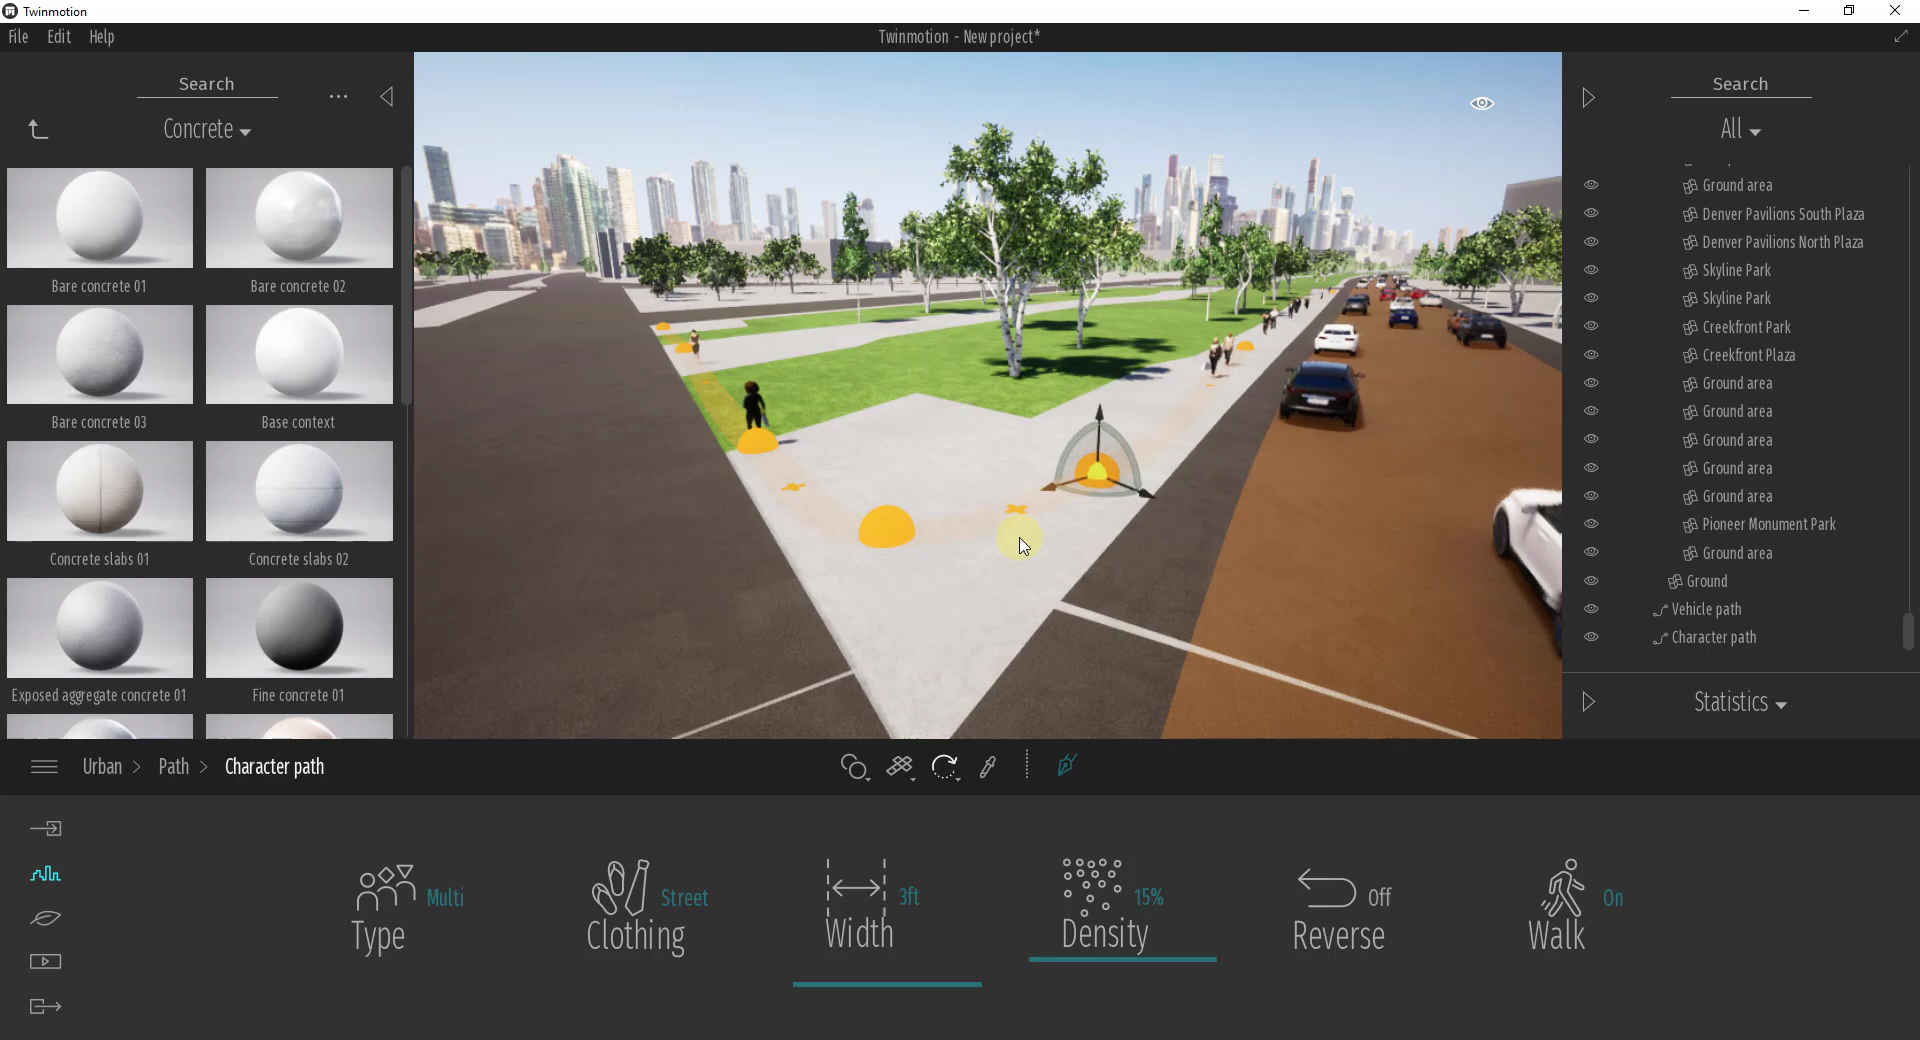 Twinmotion
File Edit Help
Twinmotion - New project*
Search
Concrete
Bare concrete 01
Bare concrete 02
Bare concrete 03
Base context
Concrete slabs 01
Concrete slabs 02
Exposed aggregate concrete 01
Fine concrete 01
Search
All
Ground area
Denver Pavilions South Plaza
Denver Pavilions North Plaza
Skyline Park
Skyline Park
Creekfront Park
Creekfront Plaza
Ground area
Ground area
Ground area
Ground area
Ground area
Pioneer Monument Park
Ground area
Ground
Vehicle path
Character path
Statistics
Urban > Path > Character path
Multi
Type
Street
Clothing
3ft
Width
15%
Density
Off
Reverse
On
Walk